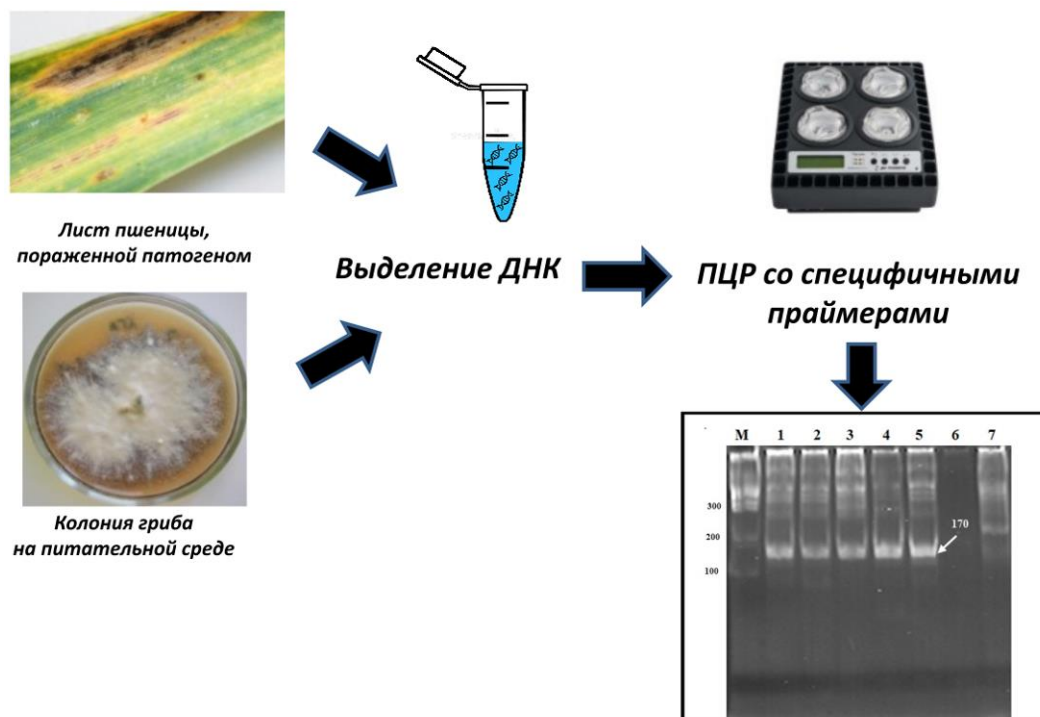 Лист пшеницы,
пораженной патогеном
Выделение ДНК
ПЦР со специфичными
праймерами
Колония гриба
на питательной среде
M 1 2 3 4 5 6 7
300
200
100
170